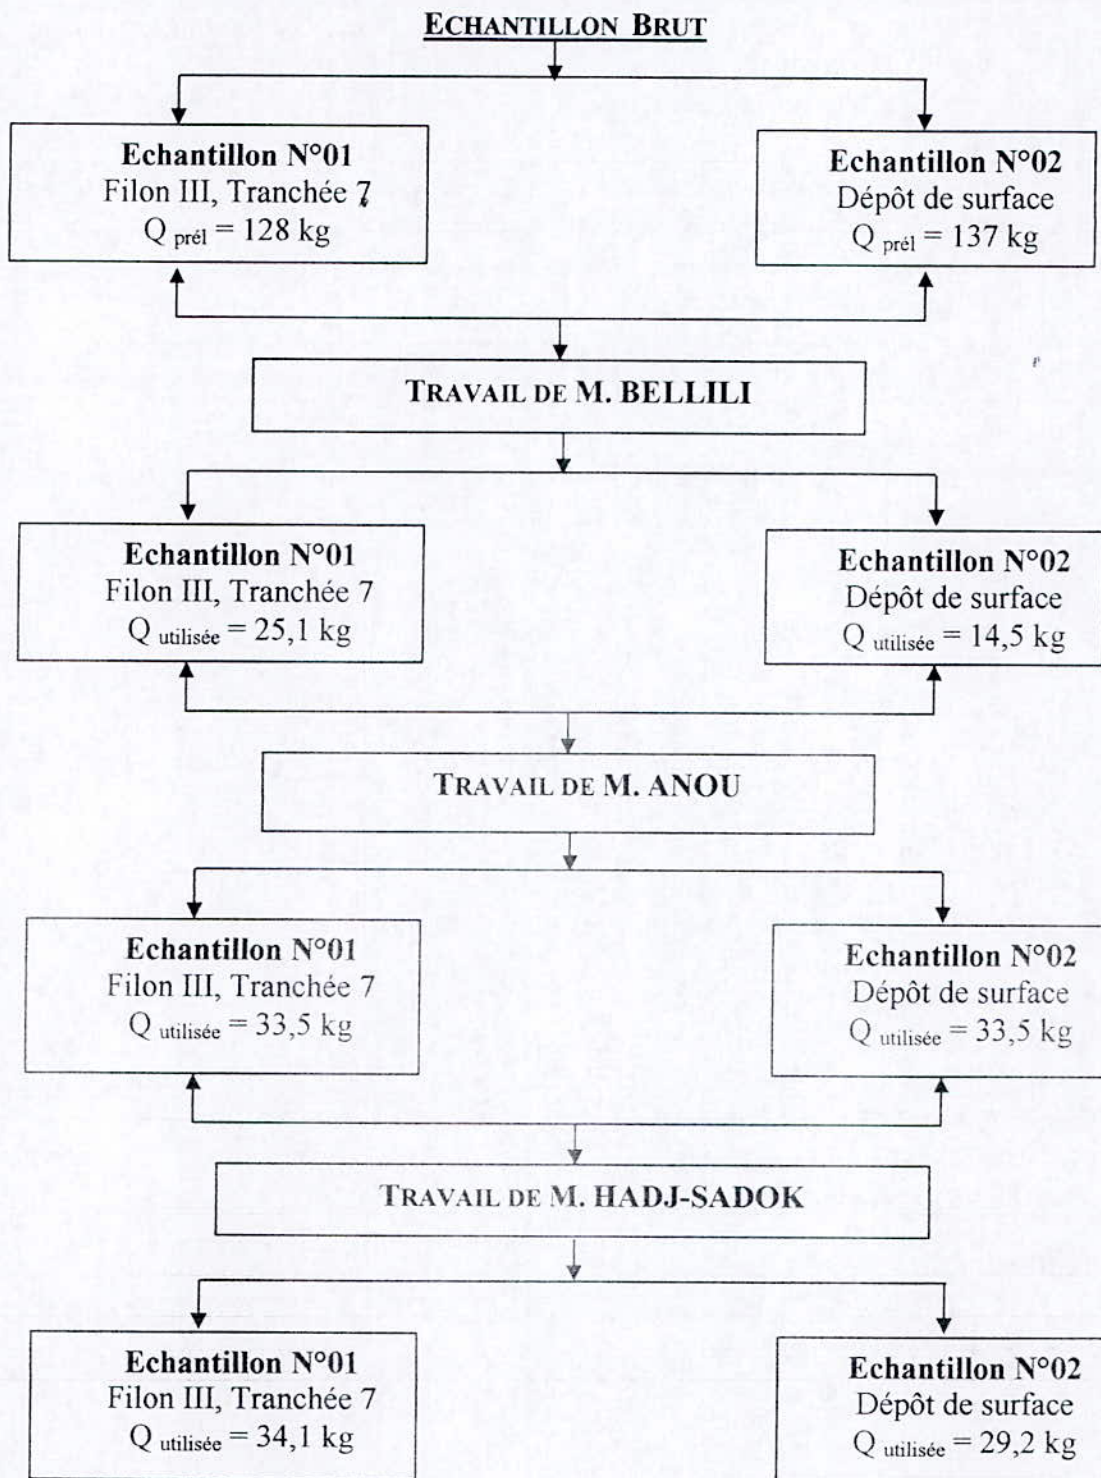 ECHANTILLON BRUT
Echantillon N°01
Filon III, Tranchée 7
Q prél = 128 kg
Echantillon N°02
Dépôt de surface
Q prél = 137 kg
TRAVAIL DE M. BELLILI
Echantillon N°01
Filon III, Tranchée 7
Q utilisée = 25,1 kg
Echantillon N°02
Dépôt de surface
Q utilisée = 14,5 kg
TRAVAIL DE M. ANOU
Echantillon N°01
Filon III, Tranchée 7
Q utilisée = 33,5 kg
Echantillon N°02
Dépôt de surface
Q utilisée = 33,5 kg
TRAVAIL DE M. HADJ-SADOK
Echantillon N°01
Filon III, Tranchée 7
Q utilisée = 34,1 kg
Echantillon N°02
Dépôt de surface
Q utilisée = 29,2 kg